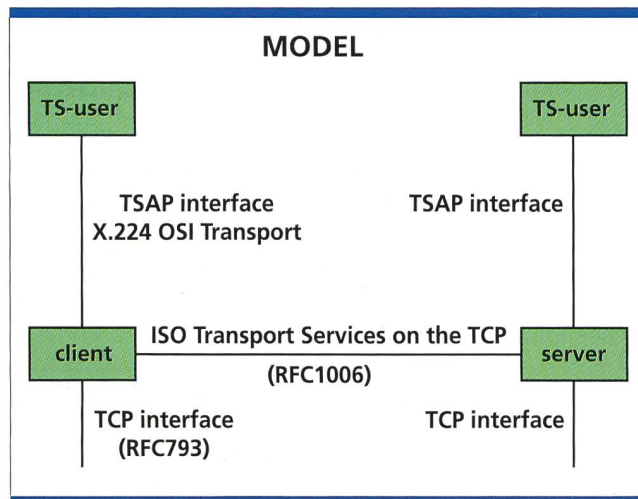 MODEL
TS-user
TS-user
TSAP interface
X.224 OSI Transport
TSAP interface
client
ISO Transport Services on the TCP
(RFC1006)
server
TCP interface
(RFC793)
TCP interface